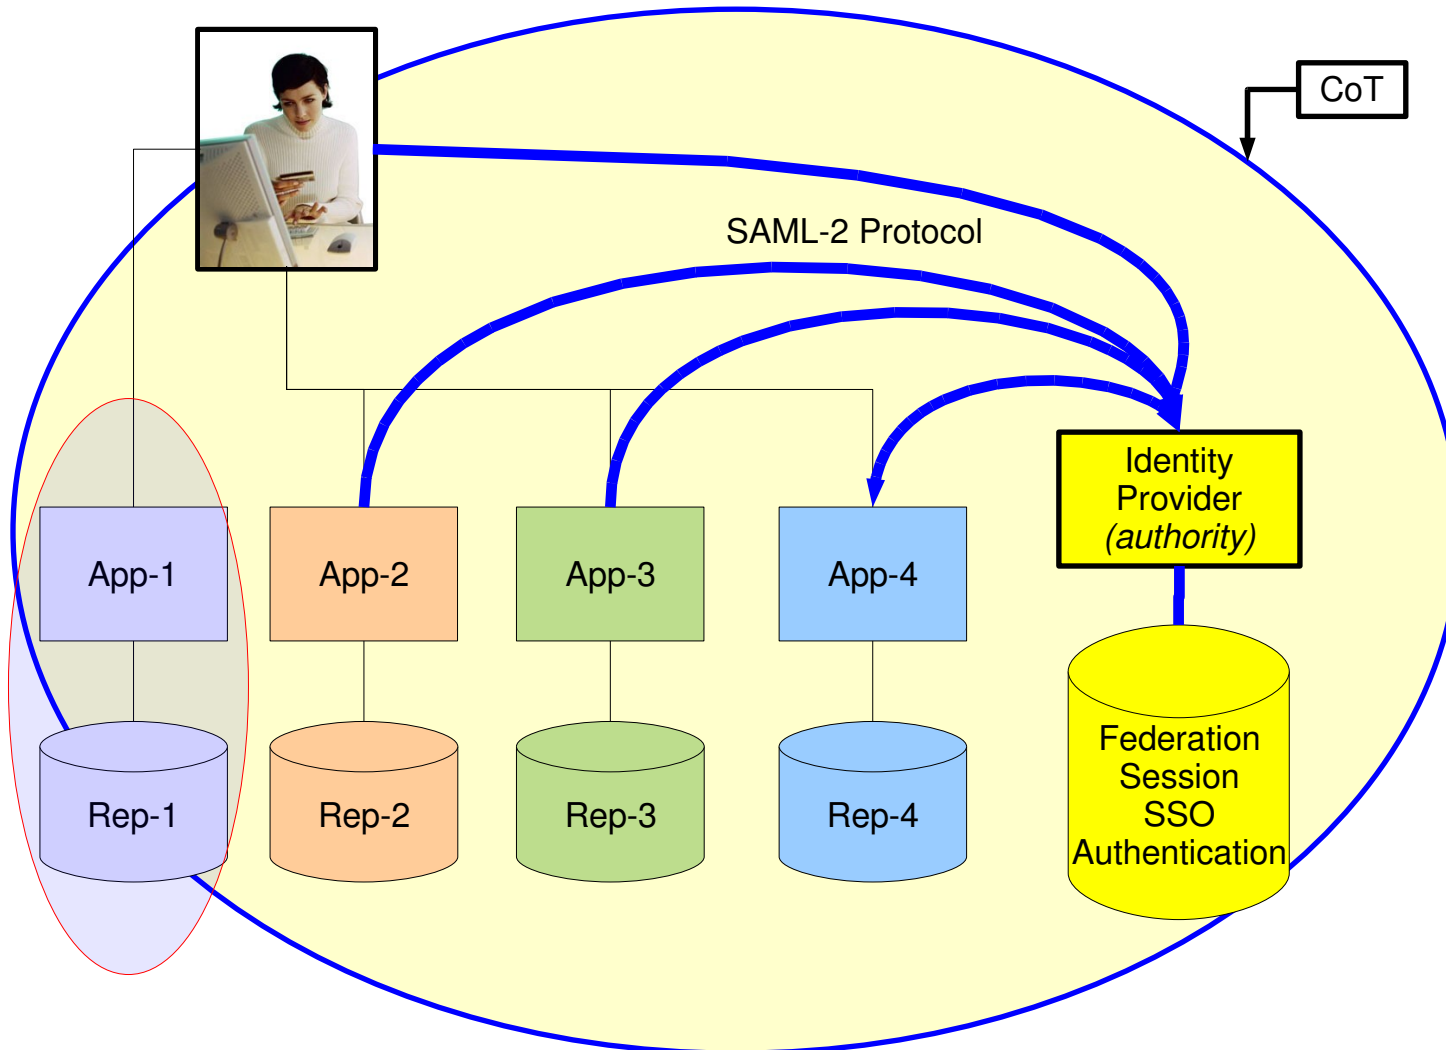 CoT
SAML-2 Protocol
Identity
Provider
(authority)
App-1
App-2
App-3
App-4
Federation
Session
SSO
Authentication
Rep-1
Rep-2
Rep-3
Rep-4